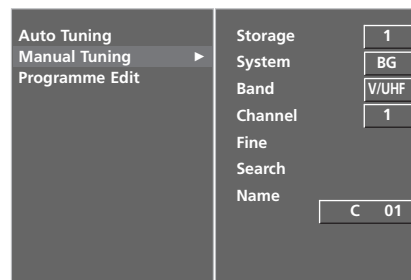 Auto Tuning
Manual Tuning ►
Programme Edit
Storage 1
System BG
Band V/UHF
Channel 1
Fine
Search
Name
C 01